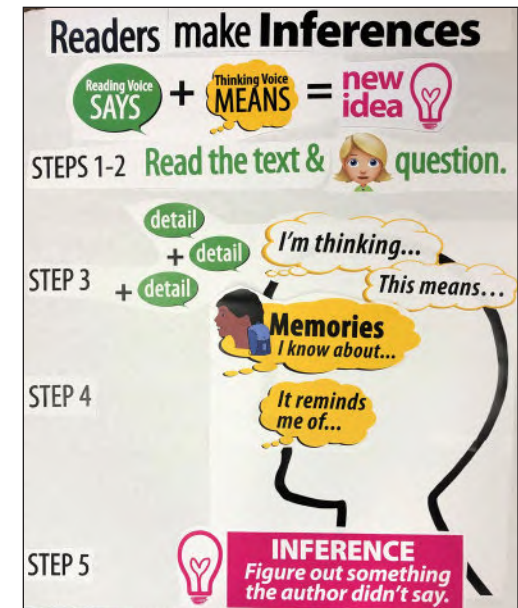 Readers make Inferences
Reading Voice
SAYS
+
Thinking Voice
MEANS
=
new
idea
STEPS 1-2 Read the text & question.
detail
+ detail
STEP 3 + detail
I'm thinking...
This means...
Memories
I know about...
STEP 4
It reminds
me of...
STEP 5
INFERENCE
Figure out something
the author didn't say.